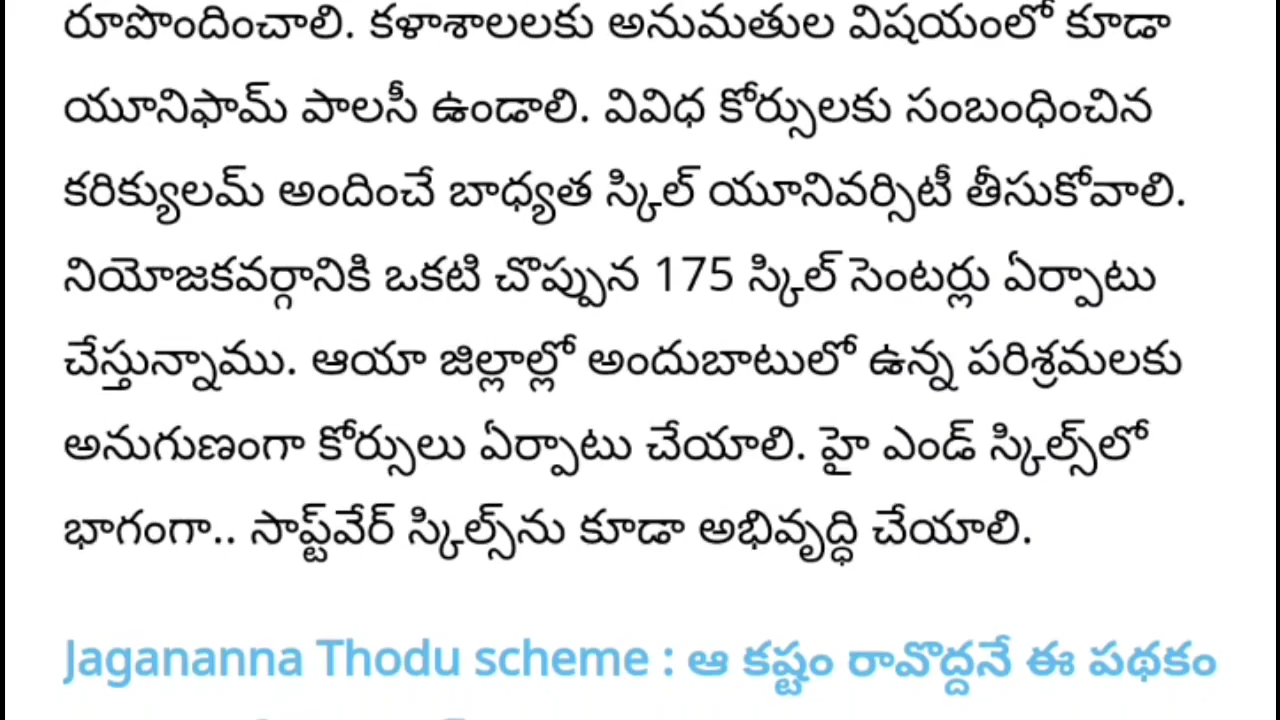 రూపొందించాలి. కళాశాలలకు అనుమతుల విషయంలో కూడా
యూనిఫామ్ పాలసీ ఉండాలి. వివిధ కోర్సులకు సంబంధించిన
కరిక్యులమ్ అందించే బాధ్యత స్కిల్ యూనివర్సిటీ తీసుకోవాలి.
నియోజకవర్గానికి ఒకటి చొప్పున 175 స్కిల్ సెంటర్లు ఏర్పాటు
చేస్తున్నాము. ఆయా జిల్లాల్లో అందుబాటులో ఉన్న పరిశ్రమలకు
అనుగుణంగా కోర్సులు ఏర్పాటు చేయాలి. హై ఎండ్ స్కిల్స్‌లో
భాగంగా.. సాప్ట్‌వేర్ స్కిల్స్‌ను కూడా అభివృద్ధి చేయాలి.
Jagananna Thodu scheme : ఆ కష్టం రావొద్దనే ఈ పథకం